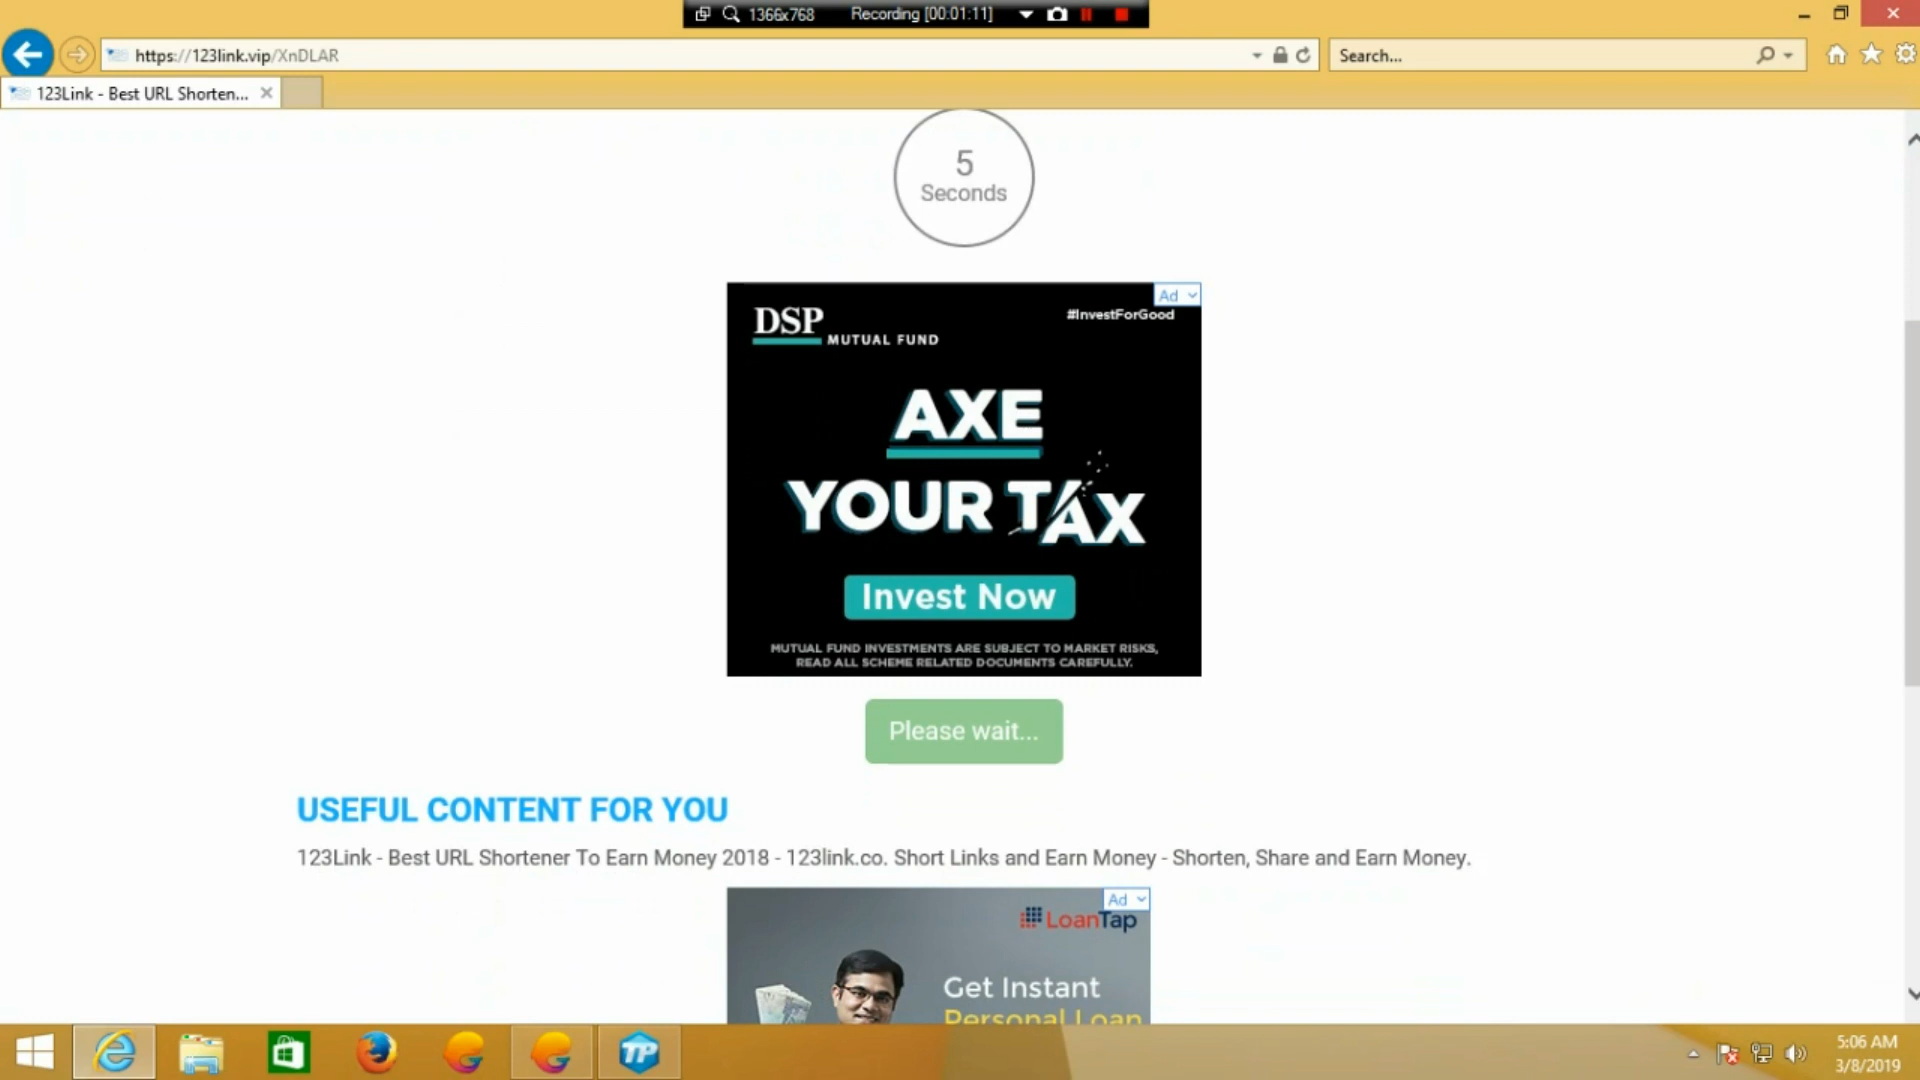 1366x768 Recording [00:01:11]
https://123link.vip/XnDLAR
Search...
123Link - Best URL Shorten...
5
Seconds
Ad
DSP
MUTUAL FUND
#InvestForGood
AXE
YOUR TAX
Invest Now
MUTUAL FUND INVESTMENTS ARE SUBJECT TO MARKET RISKS,
READ ALL SCHEME RELATED DOCUMENTS CAREFULLY.
Please wait...
USEFUL CONTENT FOR YOU
123Link - Best URL Shortener To Earn Money 2018 - 123link.co. Short Links and Earn Money - Shorten, Share and Earn Money.
Ad
LoanTap
Get Instant
Personal Loan
TP
5:06 AM
3/8/2019